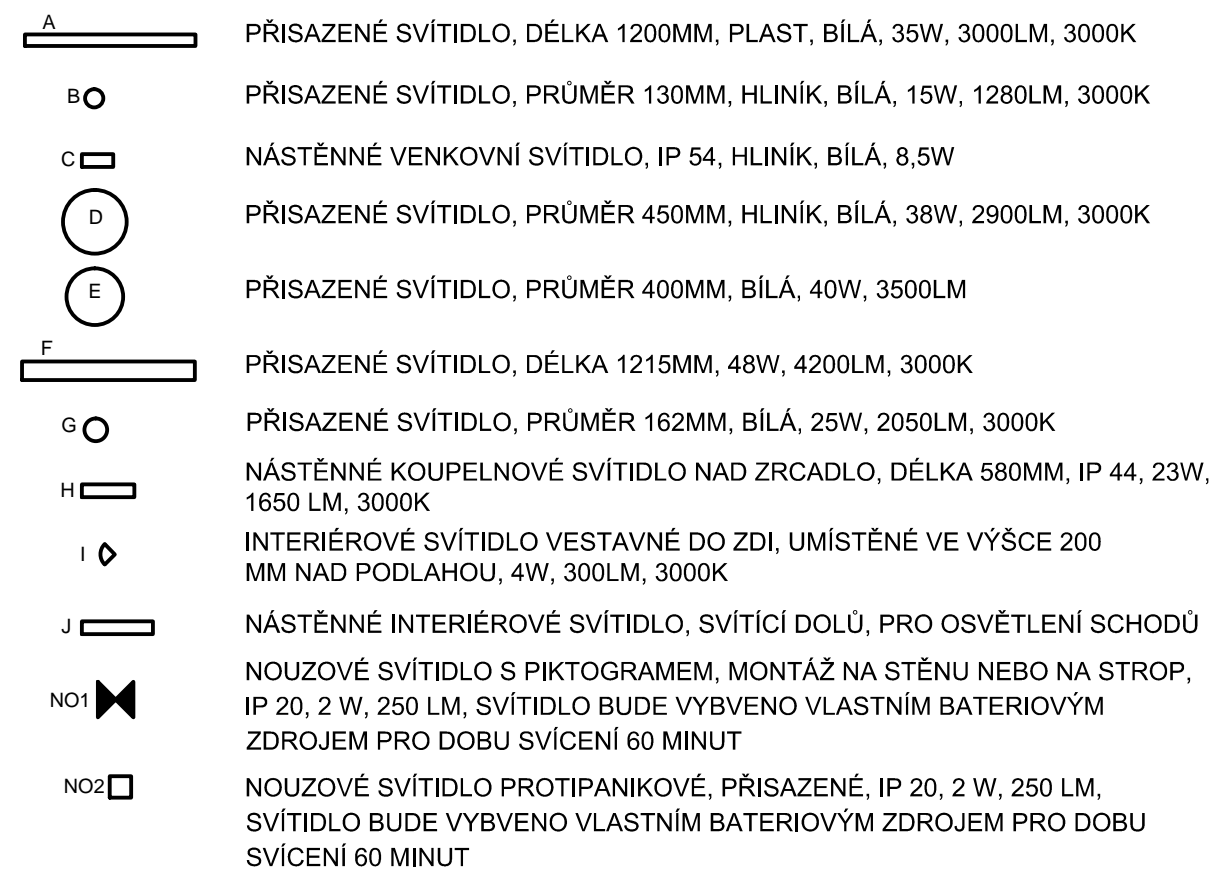 A PŘISAZENÉ SVÍTIDLO, DÉLKA 1200MM, PLAST, BÍLÁ, 35W, 3000LM, 3000K
B PŘISAZENÉ SVÍTIDLO, PRŮMĚR 130MM, HLINÍK, BÍLÁ, 15W, 1280LM, 3000K
C NÁSTĚNNÉ VENKOVNÍ SVÍTIDLO, IP 54, HLINÍK, BÍLÁ, 8,5W
D PŘISAZENÉ SVÍTIDLO, PRŮMĚR 450MM, HLINÍK, BÍLÁ, 38W, 2900LM, 3000K
E PŘISAZENÉ SVÍTIDLO, PRŮMĚR 400MM, BÍLÁ, 40W, 3500LM
F PŘISAZENÉ SVÍTIDLO, DÉLKA 1215MM, 48W, 4200LM, 3000K
G PŘISAZENÉ SVÍTIDLO, PRŮMĚR 162MM, BÍLÁ, 25W, 2050LM, 3000K
H NÁSTĚNNÉ KOUPELNOVÉ SVÍTIDLO NAD ZRCADLO, DÉLKA 580MM, IP 44, 23W,
1650 LM, 3000K
I INTERIÉROVÉ SVÍTIDLO VESTAVNÉ DO ZDI, UMÍSTĚNÉ VE VÝŠCE 200
MM NAD PODLAHOU, 4W, 300LM, 3000K
J NÁSTĚNNÉ INTERIÉROVÉ SVÍTIDLO, SVÍTÍCÍ DOLŮ, PRO OSVĚTLENÍ SCHODŮ
NO1 NOUZOVÉ SVÍTIDLO S PIKTOGRAMEM, MONTÁŽ NA STĚNU NEBO NA STROP,
IP 20, 2 W, 250 LM, SVÍTIDLO BUDE VYBVENO VLASTNÍM BATERIOVÝM
ZDROJEM PRO DOBU SVÍCENÍ 60 MINUT
NO2 NOUZOVÉ SVÍTIDLO PROTIPANIKOVÉ, PŘISAZENÉ, IP 20, 2 W, 250 LM,
SVÍTIDLO BUDE VYBVENO VLASTNÍM BATERIOVÝM ZDROJEM PRO DOBU
SVÍCENÍ 60 MINUT